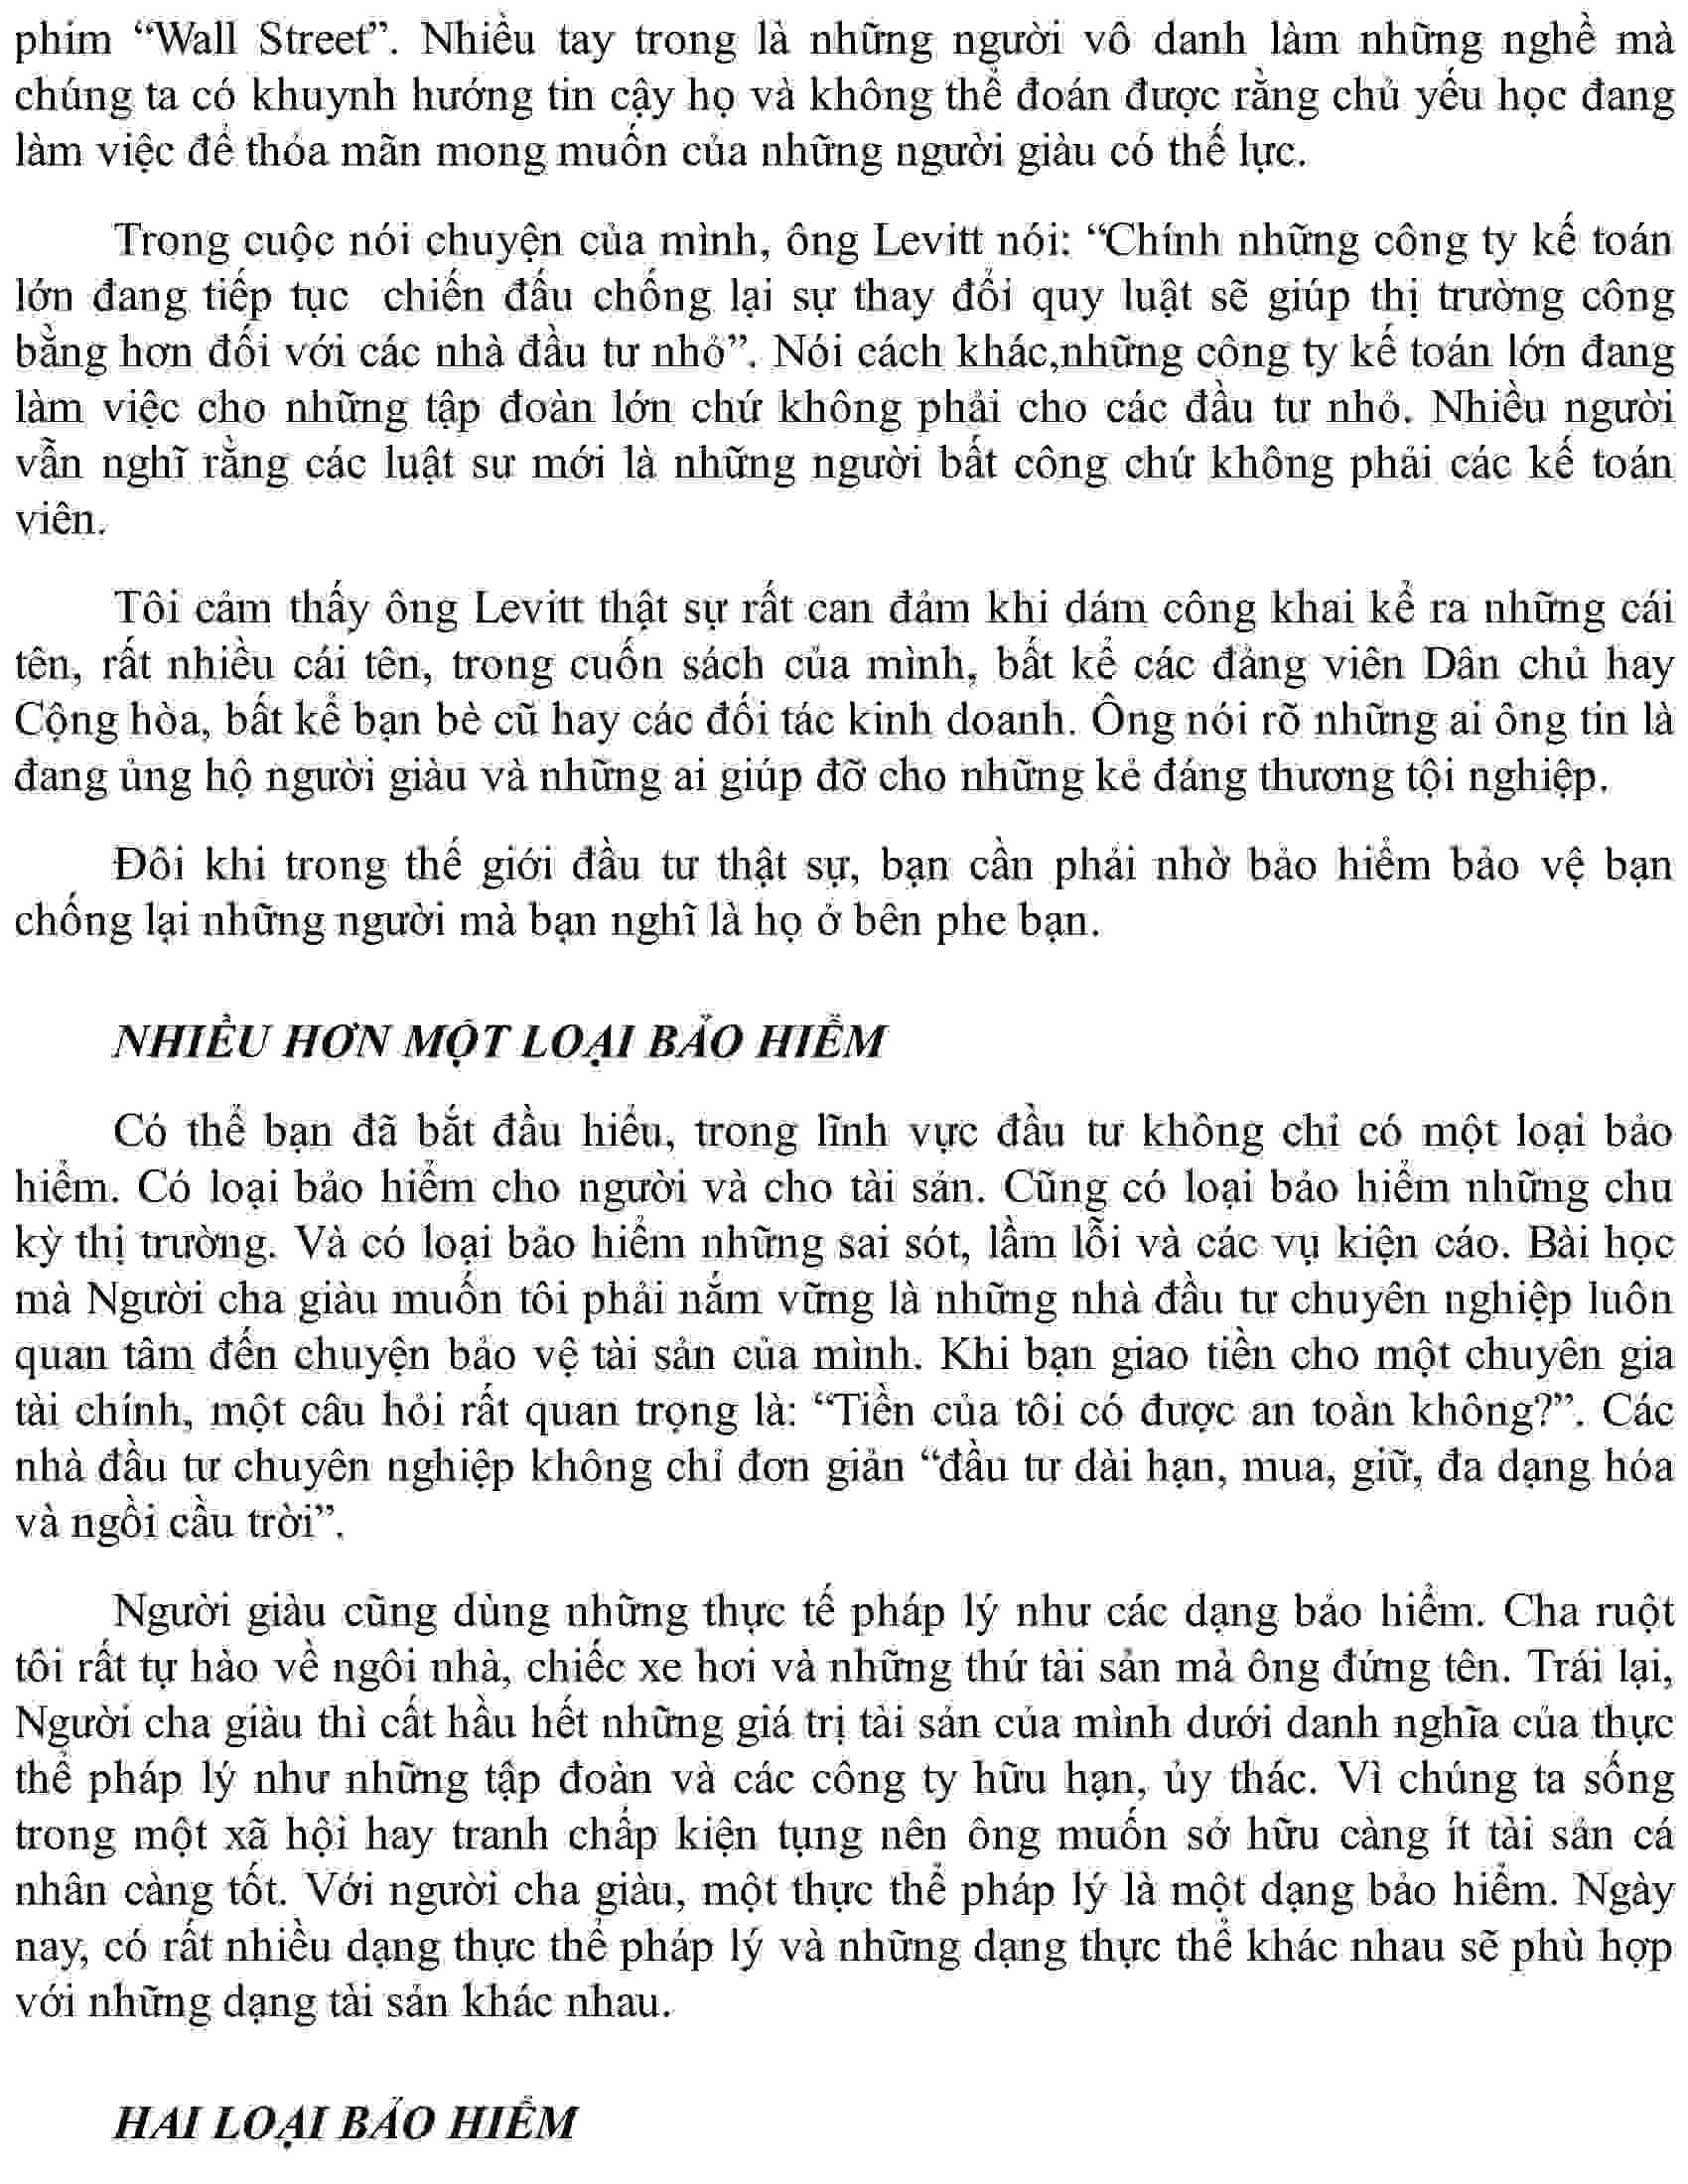 phim “Wall Street”. Nhiều tay trong là những người vô danh làm những nghề mà
chúng ta có khuynh hướng tin cậy họ và không thể đoán được rằng chủ yếu học đang
làm việc để thỏa mãn mong muốn của những người giàu có thế lực.
Trong cuộc nói chuyện của mình, ông Levitt nói: “Chính những công ty kế toán
lớn đang tiếp tục chiến đấu chống lại sự thay đổi quy luật sẽ giúp thị trường công
bằng hơn đối với các nhà đầu tư nhỏ”. Nói cách khác,những công ty kế toán lớn đang
làm việc cho những tập đoàn lớn chứ không phải cho các đầu tư nhỏ. Nhiều người
vẫn nghĩ rằng các luật sư mới là những người bất công chứ không phải các kế toán
viên.
Tôi cảm thấy ông Levitt thật sự rất can đảm khi dám công khai kể ra những cái
tên, rất nhiều cái tên, trong cuốn sách của mình, bất kể các đảng viên Dân chủ hay
Cộng hòa, bất kể bạn bè cũ hay các đối tác kinh doanh. Ông nói rõ những ai ông tin là
đang ủng hộ người giàu và những ai giúp đỡ cho những kẻ đáng thương tội nghiệp.
Đôi khi trong thế giới đầu tư thật sự, bạn cần phải nhờ bảo hiểm bảo vệ bạn
chống lại những người mà bạn nghĩ là họ ở bên phe bạn.
NHIỀU HƠN MỘT LOẠI BẢO HIỂM
Có thể bạn đã bắt đầu hiểu, trong lĩnh vực đầu tư không chỉ có một loại bảo
hiểm. Có loại bảo hiểm cho người và cho tài sản. Cũng có loại bảo hiểm những chu
kỳ thị trường. Và có loại bảo hiểm những sai sót, lầm lỗi và các vụ kiện cáo. Bài học
mà Người cha giàu muốn tôi phải nắm vững là những nhà đầu tư chuyên nghiệp luôn
quan tâm đến chuyện bảo vệ tài sản của mình. Khi bạn giao tiền cho một chuyên gia
tài chính, một câu hỏi rất quan trọng là: “Tiền của tôi có được an toàn không?”. Các
nhà đầu tư chuyên nghiệp không chỉ đơn giản “đầu tư dài hạn, mua, giữ, đa dạng hóa
và ngồi cầu trời”.
Người giàu cũng dùng những thực tế pháp lý như các dạng bảo hiểm. Cha ruột
tôi rất tự hào về ngôi nhà, chiếc xe hơi và những thứ tài sản mà ông đứng tên. Trái lại,
Người cha giàu thì cất hầu hết những giá trị tài sản của mình dưới danh nghĩa của thực
thể pháp lý như những tập đoàn và các công ty hữu hạn, ủy thác. Vì chúng ta sống
trong một xã hội hay tranh chấp kiện tụng nên ông muốn sở hữu càng ít tài sản cá
nhân càng tốt. Với người cha giàu, một thực thể pháp lý là một dạng bảo hiểm. Ngày
nay, có rất nhiều dạng thực thể pháp lý và những dạng thực thể khác nhau sẽ phù hợp
với những dạng tài sản khác nhau.
HAI LOẠI BẢO HIỂM